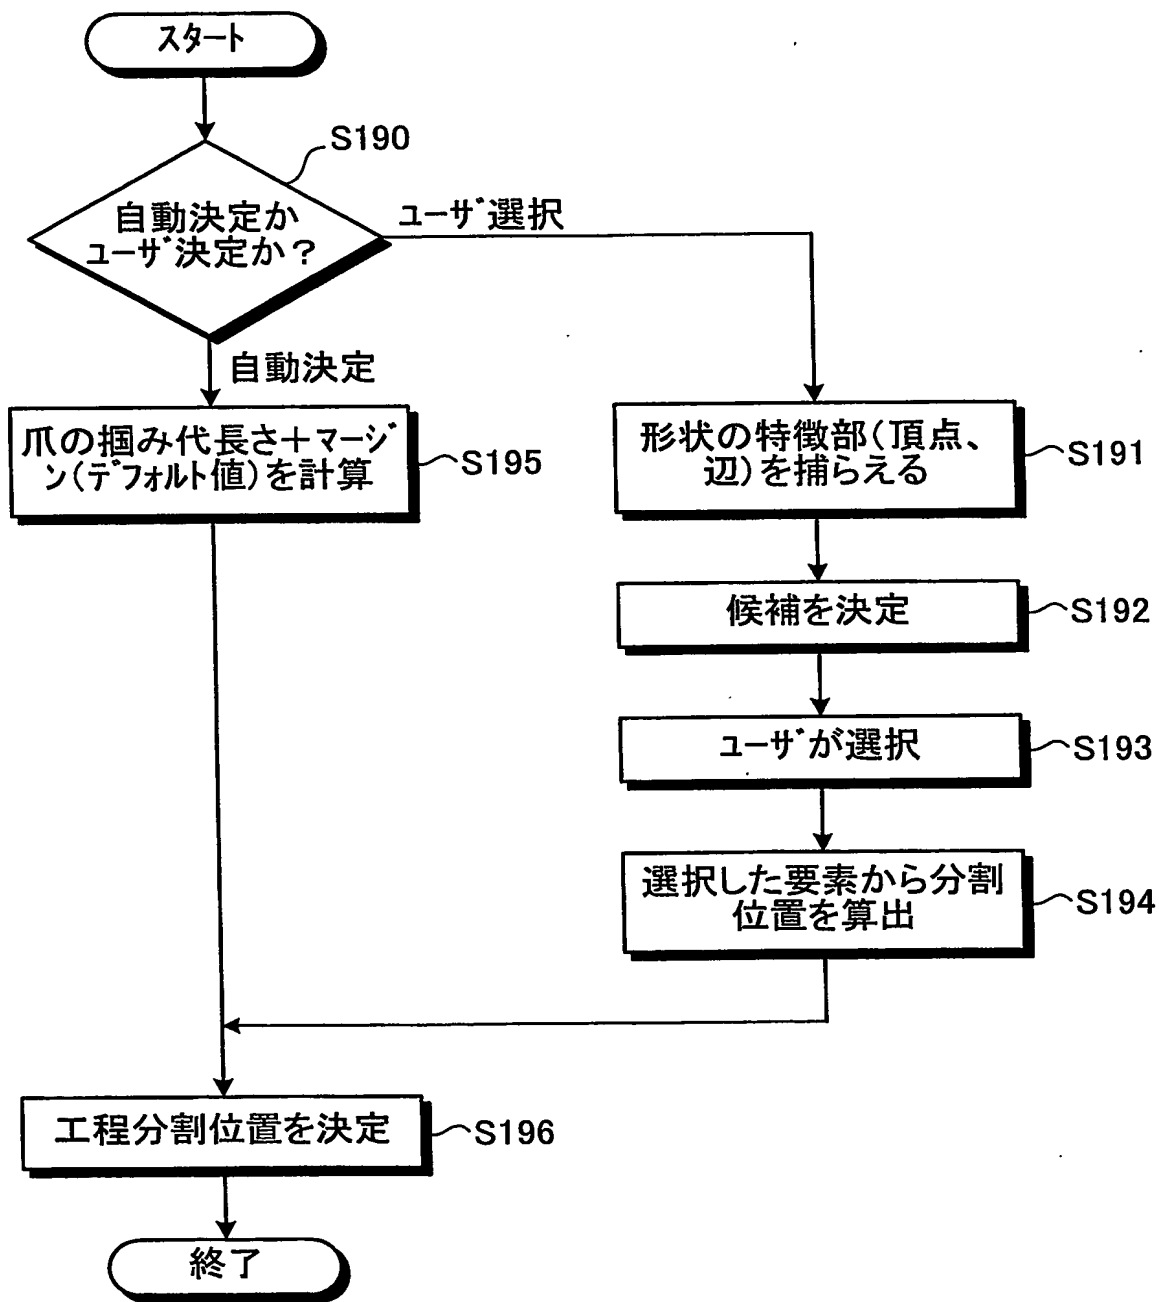 スタート
S190
自動決定か
ﾕｰｻﾞ決定か？
ﾕｰｻﾞ選択
自動決定
爪の掴み代長さ＋マージ
ン(ﾃﾞﾌｫﾙﾄ値)を計算
S195
形状の特徴部(頂点、
辺)を捕らえる
S191
候補を決定
S192
ﾕｰｻﾞが選択
S193
選択した要素から分割
位置を算出
S194
工程分割位置を決定
S196
終了